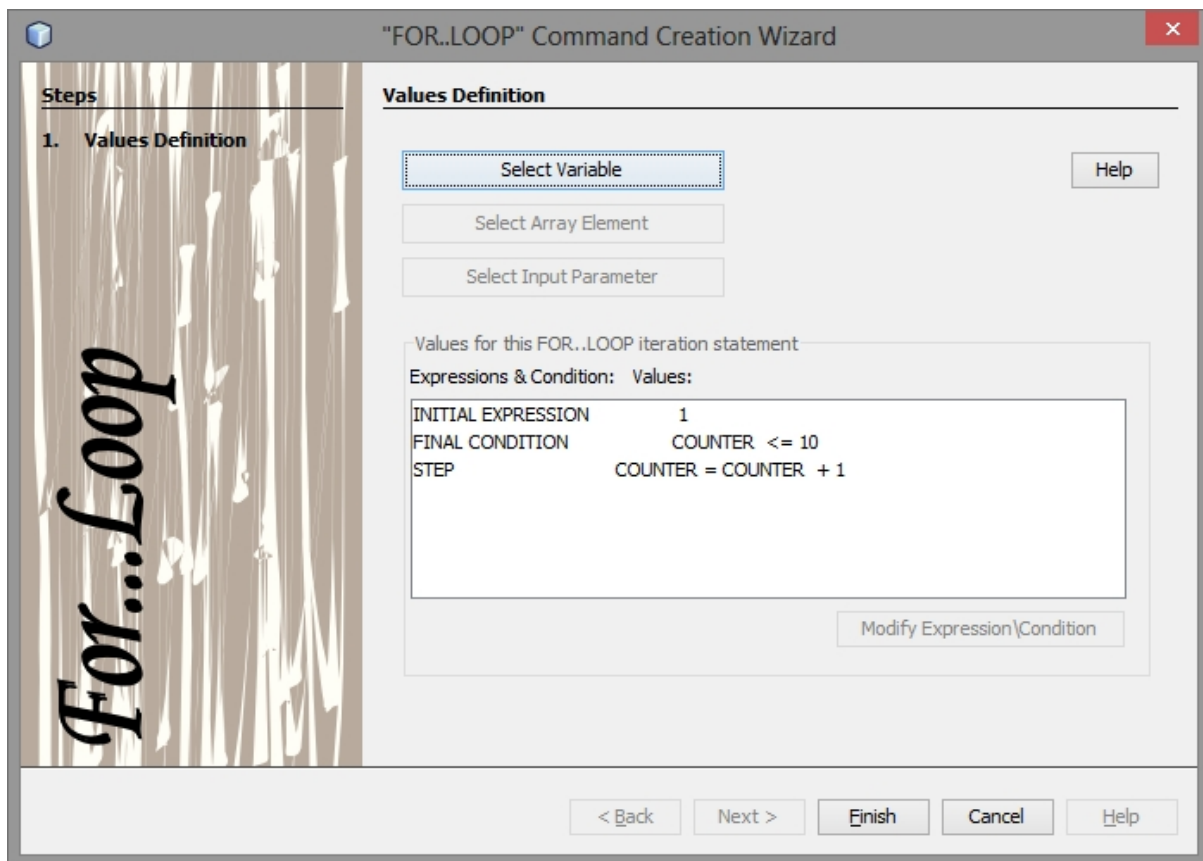 "FOR..LOOP" Command Creation Wizard
Steps
1. Values Definition
For...Loop
Values Definition
Select Variable
Help
Select Array Element
Select Input Parameter
Values for this FOR..LOOP iteration statement
Expressions & Condition: Values:
INITIAL EXPRESSION 1
FINAL CONDITION COUNTER <= 10
STEP COUNTER = COUNTER + 1
Modify Expression\Condition
< Back Next > Finish Cancel Help